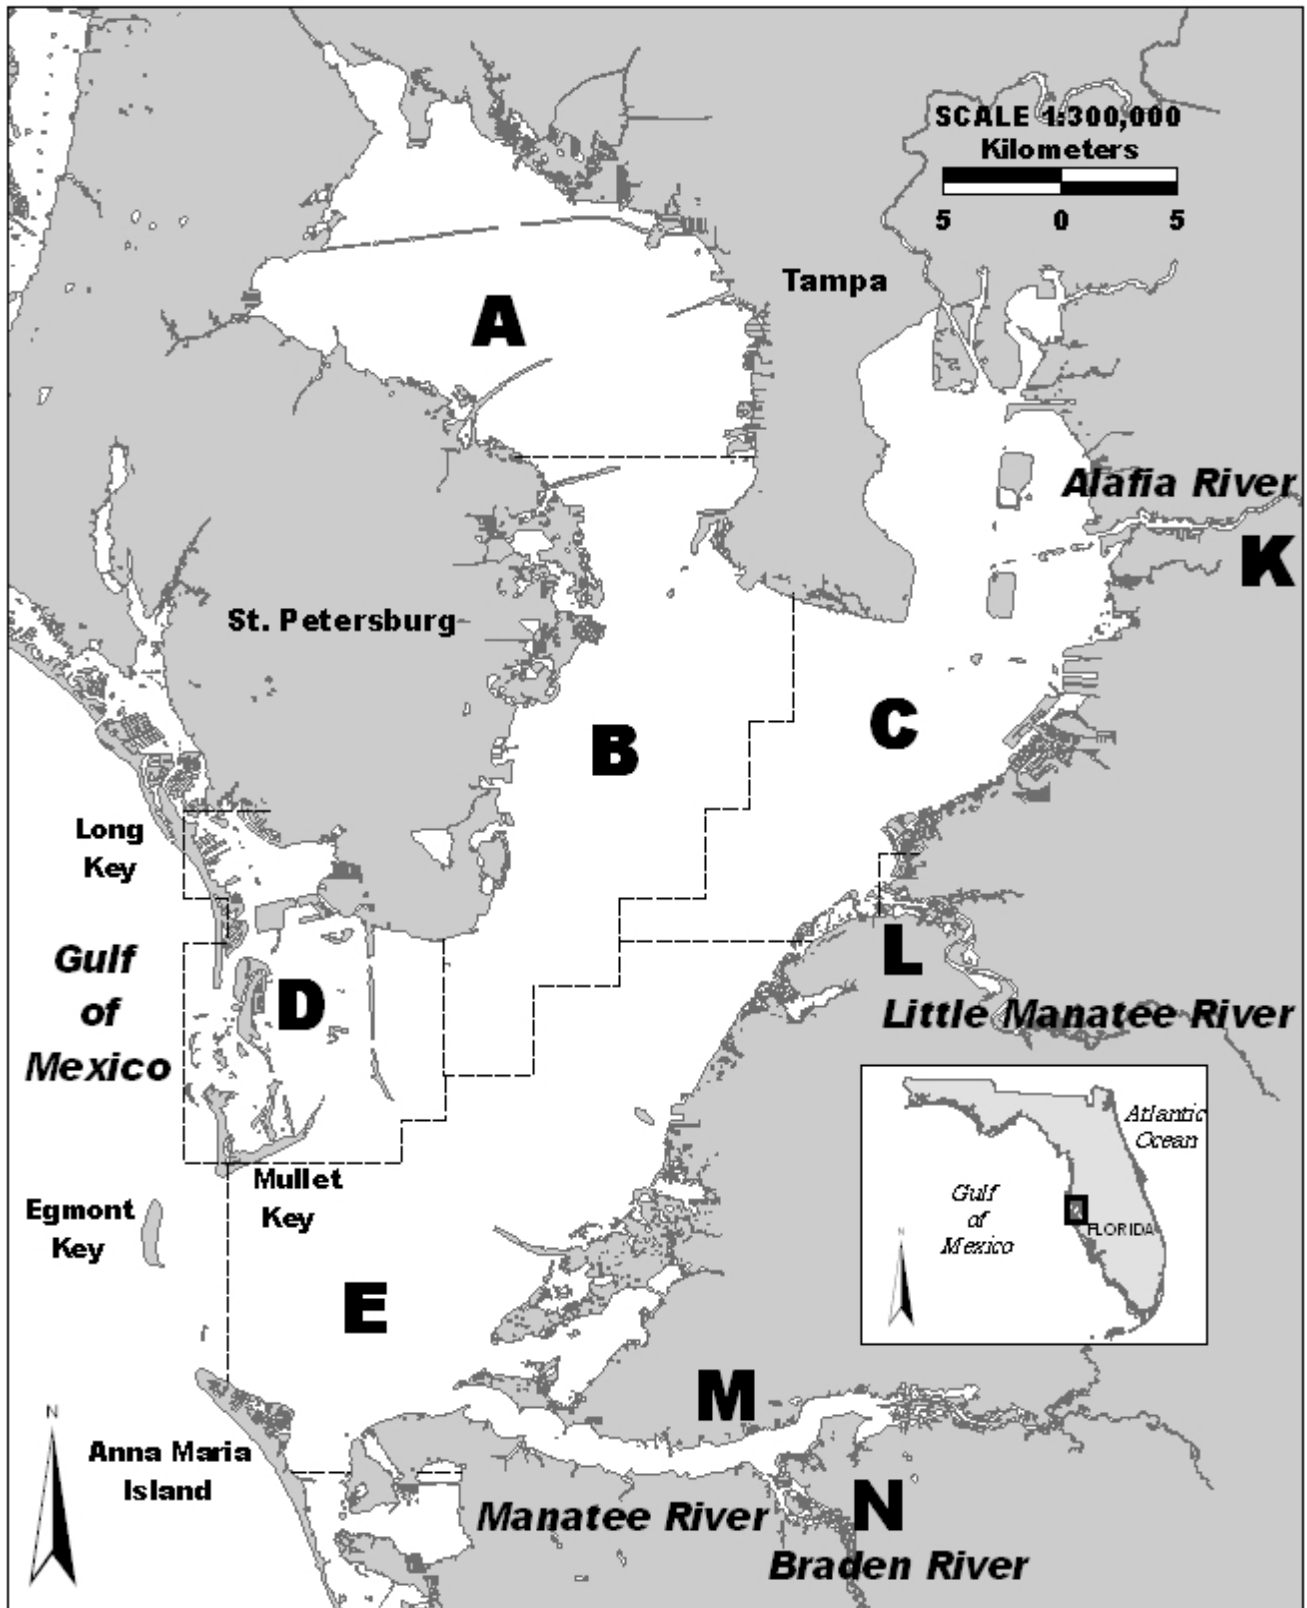 SCALE 1:300,000
Kilometers
5 0 5
Tampa
A
Alafia River
K
St. Petersburg
B
C
Long
Key
L
Gulf
of
Mexico
D
Little Manatee River
Atlantic
Ocean
Gulf
of
Mexico
N
FLORIDA
Mullet
Key
Egmont
Key
E
M
N
Anna Maria
Island
Manatee River
N
Braden River